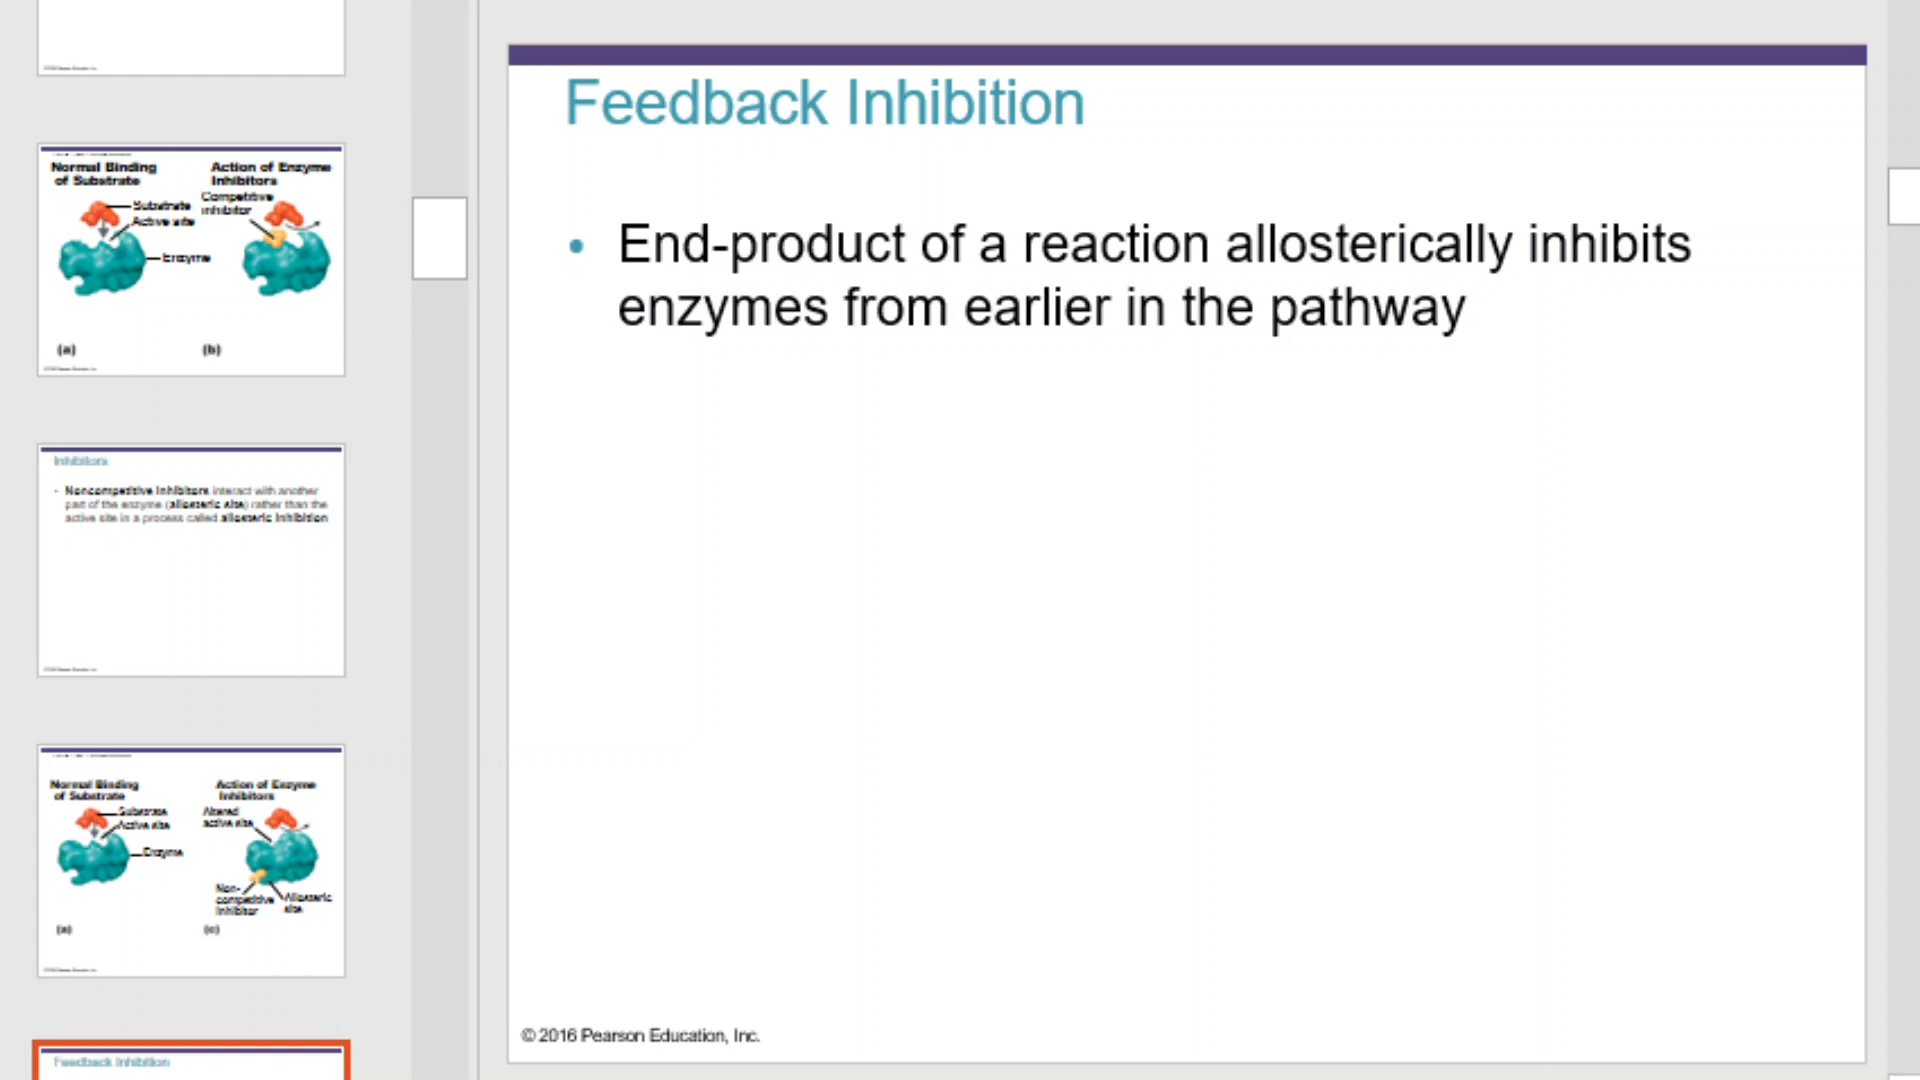 Normal Binding
of Substrate
Action of Enzyme
Inhibitors
Substrate
Active site
Enzyme
Competitive
inhibitor
(a)
(b)
Inhibitors
• Noncompetitive inhibitors interact with another
part of the enzyme (allosteric site) rather than the
active site in a process called allosteric inhibition
Normal Binding
of Substrate
Action of Enzyme
Inhibitors
Substrate
Active site
Enzyme
Altered
active site
Non-
competitive
inhibitor
Allosteric
site
(a)
(c)
Feedback Inhibition
Feedback Inhibition
• End-product of a reaction allosterically inhibits
enzymes from earlier in the pathway
© 2016 Pearson Education, Inc.